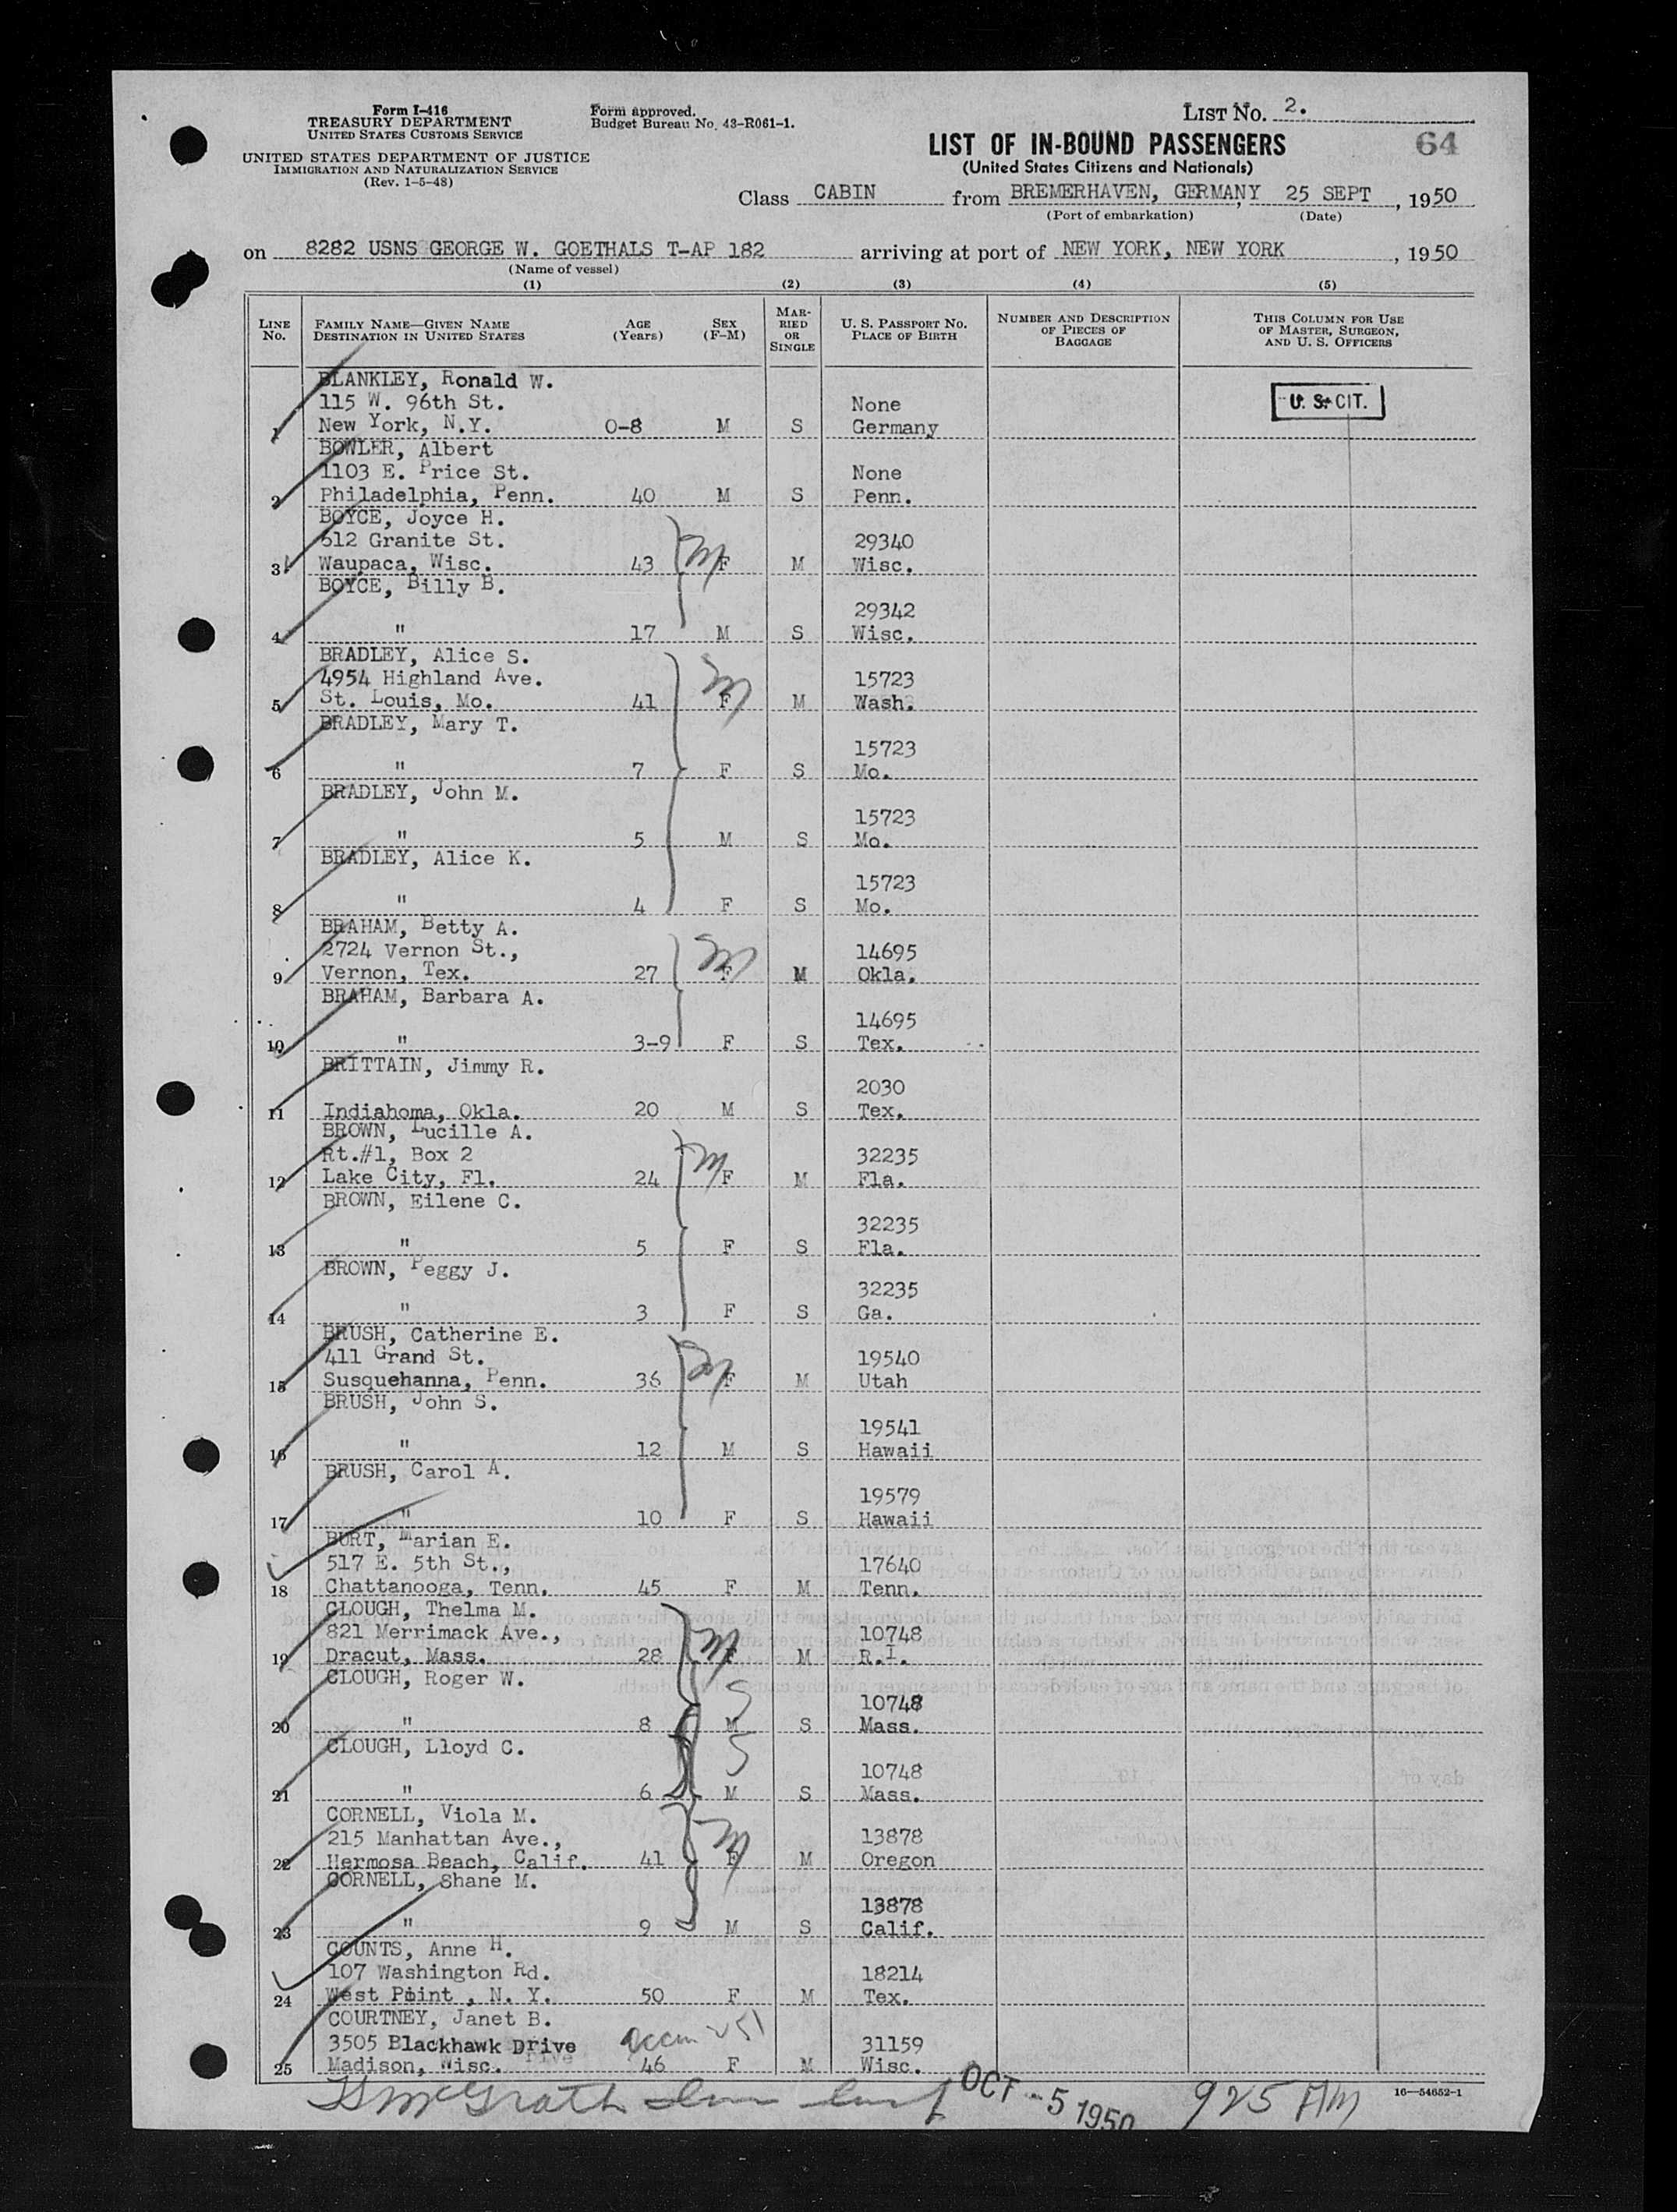 Form I-416
TREASURY DEPARTMENT
UNITED STATES CUSTOMS SERVICE
UNITED STATES DEPARTMENT OF JUSTICE
IMMIGRATION AND NATURALIZATION SERVICE
(Rev. 1-5-48)
Form approved.
Budget Bureau No. 43-R061-1.
LIST NO. 2.
64
LIST OF IN-BOUND PASSENGERS
(United States Citizens and Nationals)
Class CABIN from BREMERHAVEN, GERMANY, 25 SEPT, 1950
(Port of embarkation) (Date)
on 8282 USNS GEORGE W. GOETHALS T-AP 182 arriving at port of NEW YORK, NEW YORK, 1950
(Name of vessel)
(1) (2) (3) (4) (5)
LINE NO. FAMILY NAME—GIVEN NAME DESTINATION IN UNITED STATES AGE (Years) SEX (F-M) MARRIED OR SINGLE U. S. PASSPORT NO. PLACE OF BIRTH NUMBER AND DESCRIPTION OF PIECES OF BAGGAGE THIS COLUMN FOR USE OF MASTER, SURGEON, AND U. S. OFFICERS
BLANKLEY, Ronald W.
115 W. 96th St. None U. S. CIT.
1 New York, N.Y. 0-8 M S Germany
BOWLER, Albert
1103 E. Price St. None
2 Philadelphia, Penn. 40 M S Penn.
BOYCE, Joyce H.
512 Granite St. 29340
3 Waupaca, Wisc. 43 M F M Wisc.
BOYCE, Billy B.
29342
4 " 17 M S Wisc.
BRADLEY, Alice S.
4954 Highland Ave. M 15723
5 St. Louis, Mo. 41 F M Wash.
BRADLEY, Mary T.
15723
6 " 7 F S Mo.
BRADLEY, John M.
15723
7 " 5 M S Mo.
BRADLEY, Alice K.
15723
8 " 4 F S Mo.
BRAHAM, Betty A.
2724 Vernon St., M 14695
9 Vernon, Tex. 27 F M Okla.
BRAHAM, Barbara A.
14695
10 " 3-9 F S Tex.
BRITTAIN, Jimmy R.
2030
11 Indiahoma, Okla. 20 M S Tex.
BROWN, Lucille A.
Rt.#1, Box 2 M 32235
12 Lake City, Fl. 24 F M Fla.
BROWN, Eilene C.
32235
13 " 5 F S Fla.
BROWN, Peggy J.
32235
14 " 3 F S Ga.
BRUSH, Catherine E.
411 Grand St. M 19540
15 Susquehanna, Penn. 36 F M Utah
BRUSH, John S.
19541
16 " 12 M S Hawaii
BRUSH, Carol A.
19579
17 " 10 F S Hawaii
BURT, Marian E.
517 E. 5th St., 17640
18 Chattanooga, Tenn. 45 F M Tenn.
CLOUGH, Thelma M.
821 Merrimack Ave., M 10748
19 Dracut, Mass. 28 F M R.I.
CLOUGH, Roger W.
S 10748
20 " 8 M S Mass.
CLOUGH, Lloyd C.
S 10748
21 " 6 M S Mass.
CORNELL, Viola M.
215 Manhattan Ave., M 13878
22 Hermosa Beach, Calif. 41 F M Oregon
CORNELL, Shane M.
13878
23 " 9 M S Calif.
COUNTS, Anne H.
107 Washington Rd. 18214
24 West Point, N. Y. 50 F M Tex.
COURTNEY, Janet B.
3505 Blackhawk Drive 31159
25 Madison, Wisc. 46 F M Wisc.
McGrath OCT -5 1950 925 AM
16—54652-1